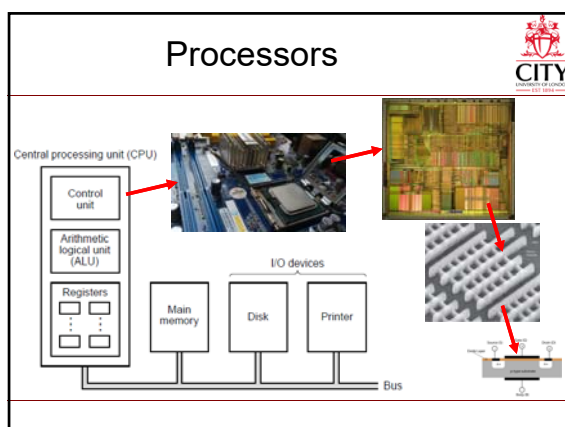 Processors
CITY
UNIVERSITY OF LONDON
EST 1894
Central processing unit (CPU)
Control
unit
Arithmetic
logical unit
(ALU)
Registers
I/O devices
Main
memory
Disk
Printer
Bus